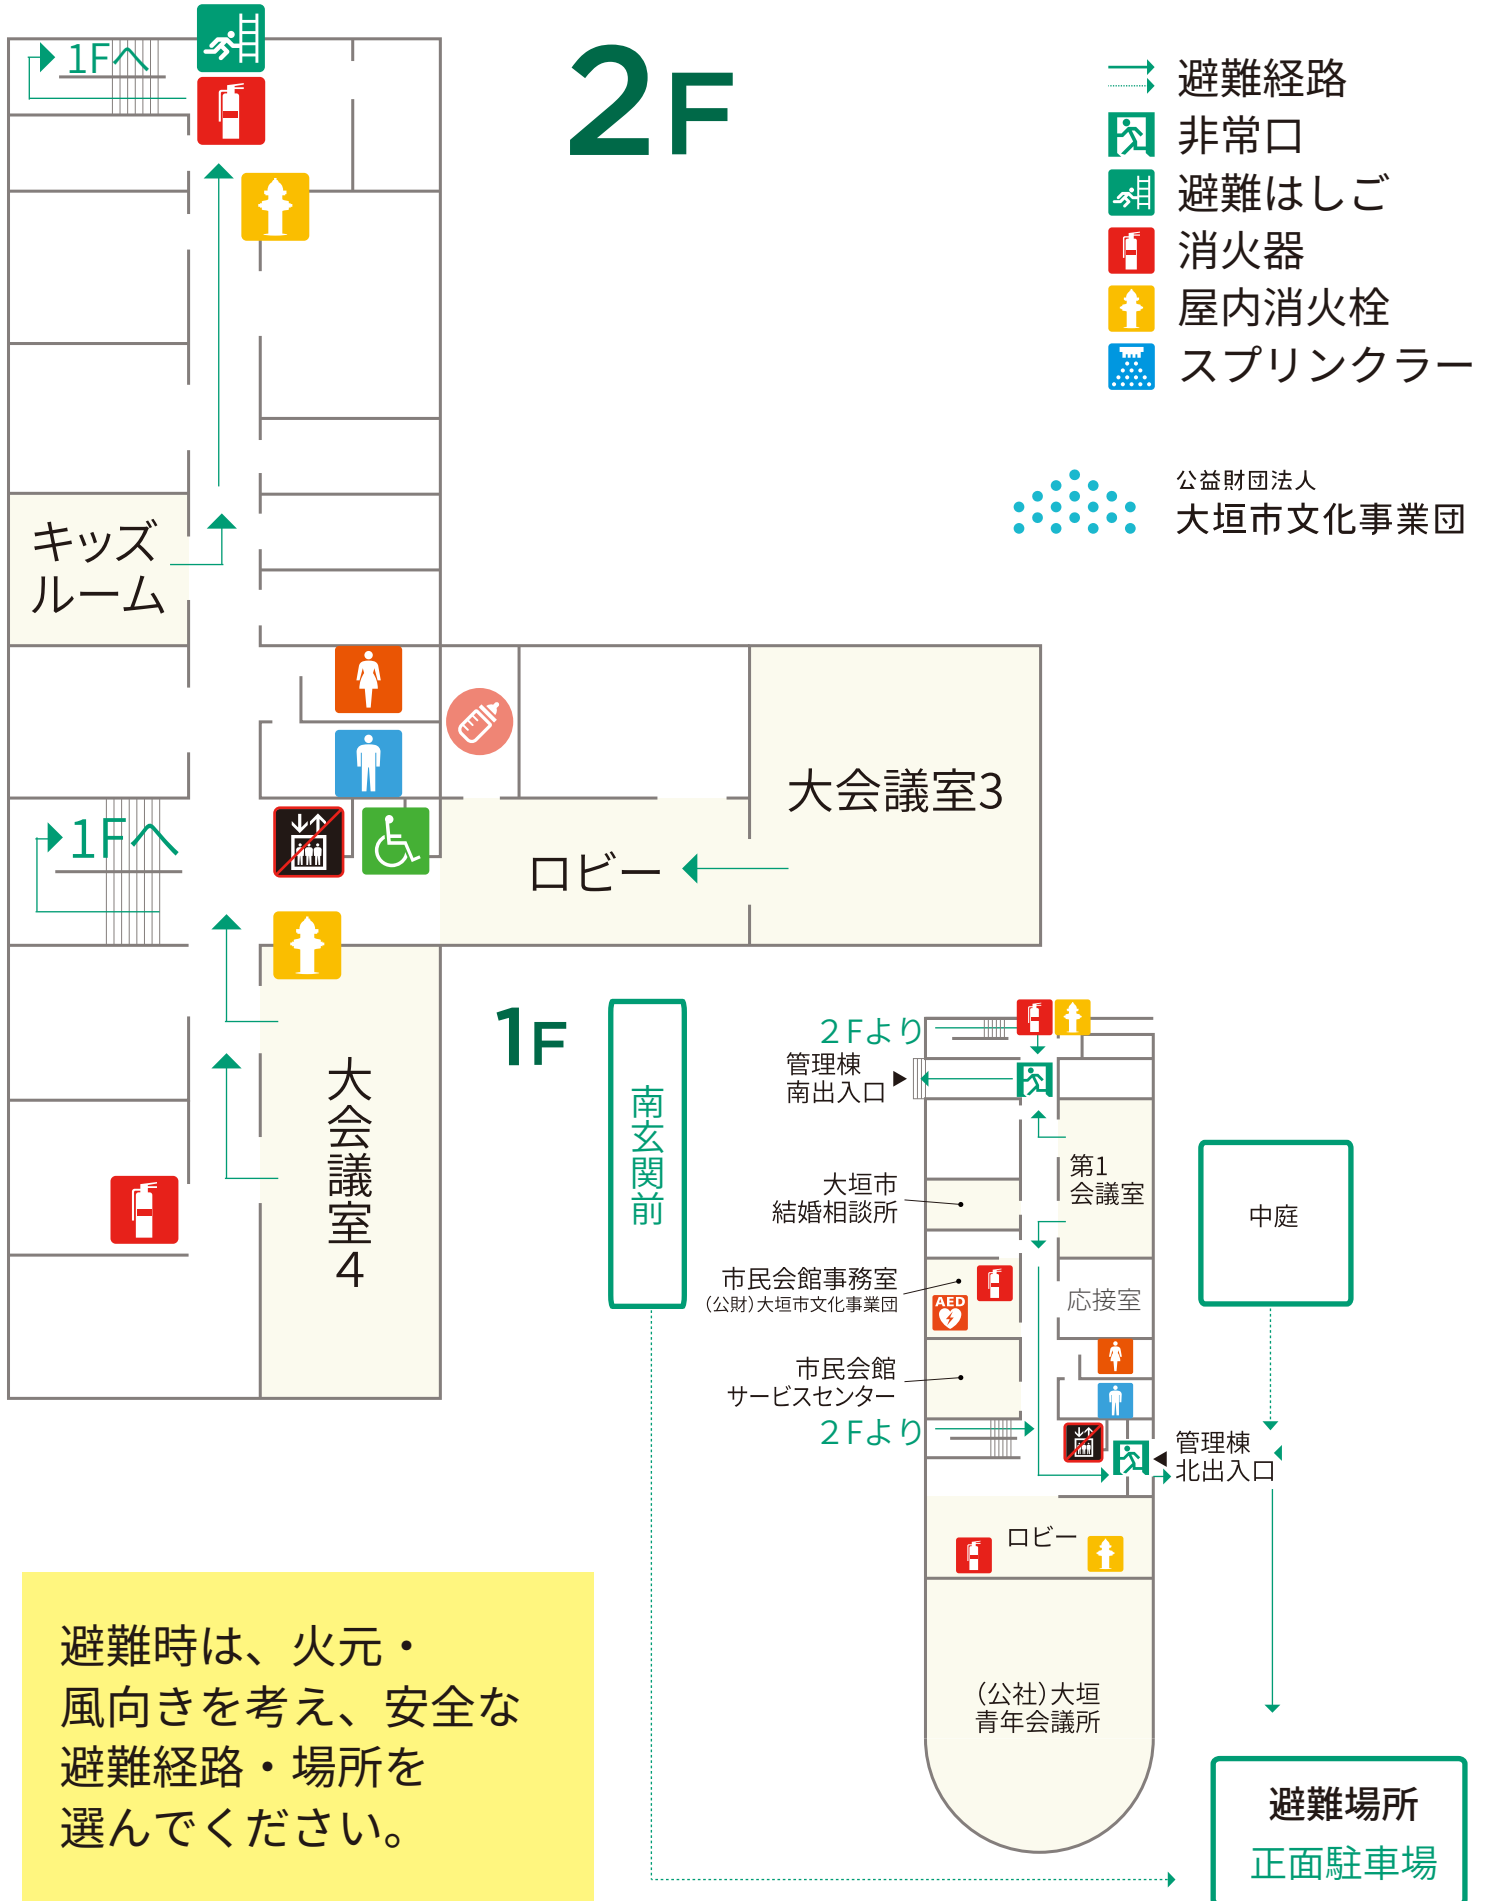 2F
1Fへ
キッズ
ルーム
1Fへ
大会議室3
ロビー
大会議室4
避難経路
非常口
避難はしご
消火器
屋内消火栓
スプリンクラー
公益財団法人
大垣市文化事業団
1F
南玄関前
2Fより
管理棟
南出入口
第1
会議室
大垣市
結婚相談所
市民会館事務室
(公財)大垣市文化事業団
AED
応接室
市民会館
サービスセンター
2Fより
管理棟
北出入口
中庭
ロビー
(公社)大垣
青年会議所
避難場所
正面駐車場
避難時は、火元・
風向きを考え、安全な
避難経路・場所を
選んでください。